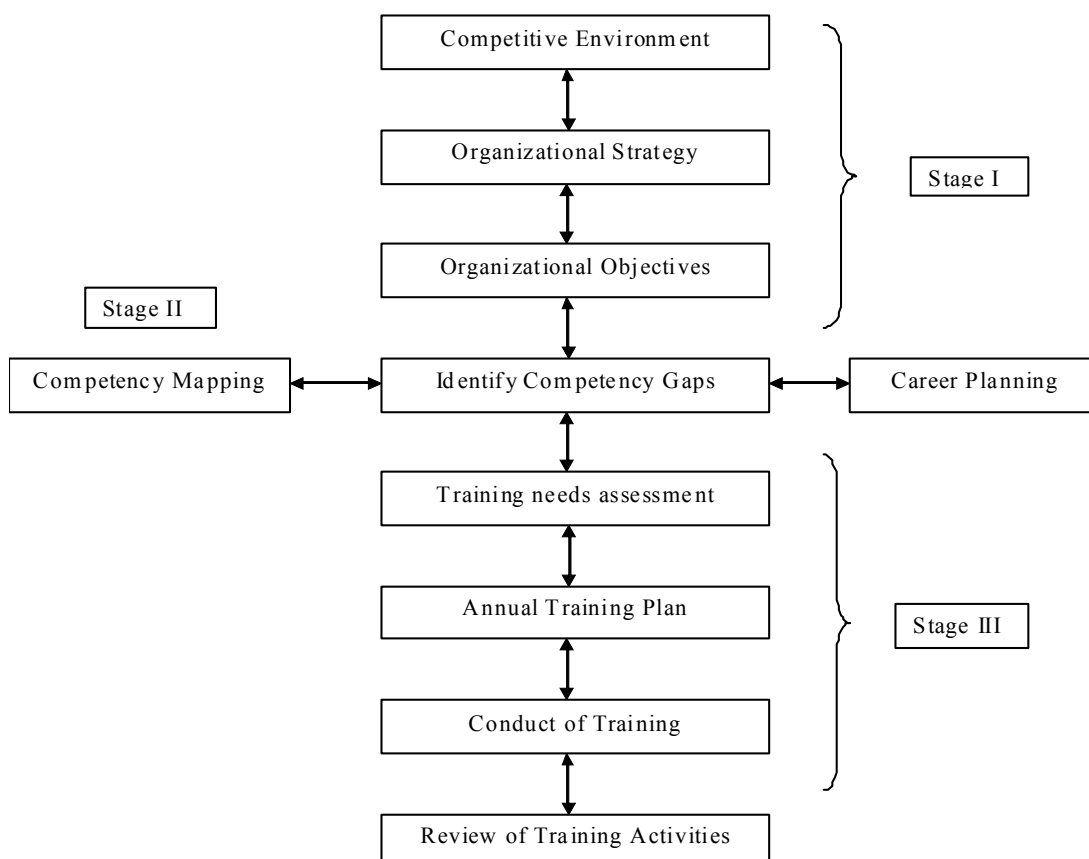 Competitive Environment
Organizational Strategy
Stage I
Organizational Objectives
Stage II
Competency Mapping
Identify Competency Gaps
Career Planning
Training needs assessment
Annual Training Plan
Stage III
Conduct of Training
Review of Training Activities